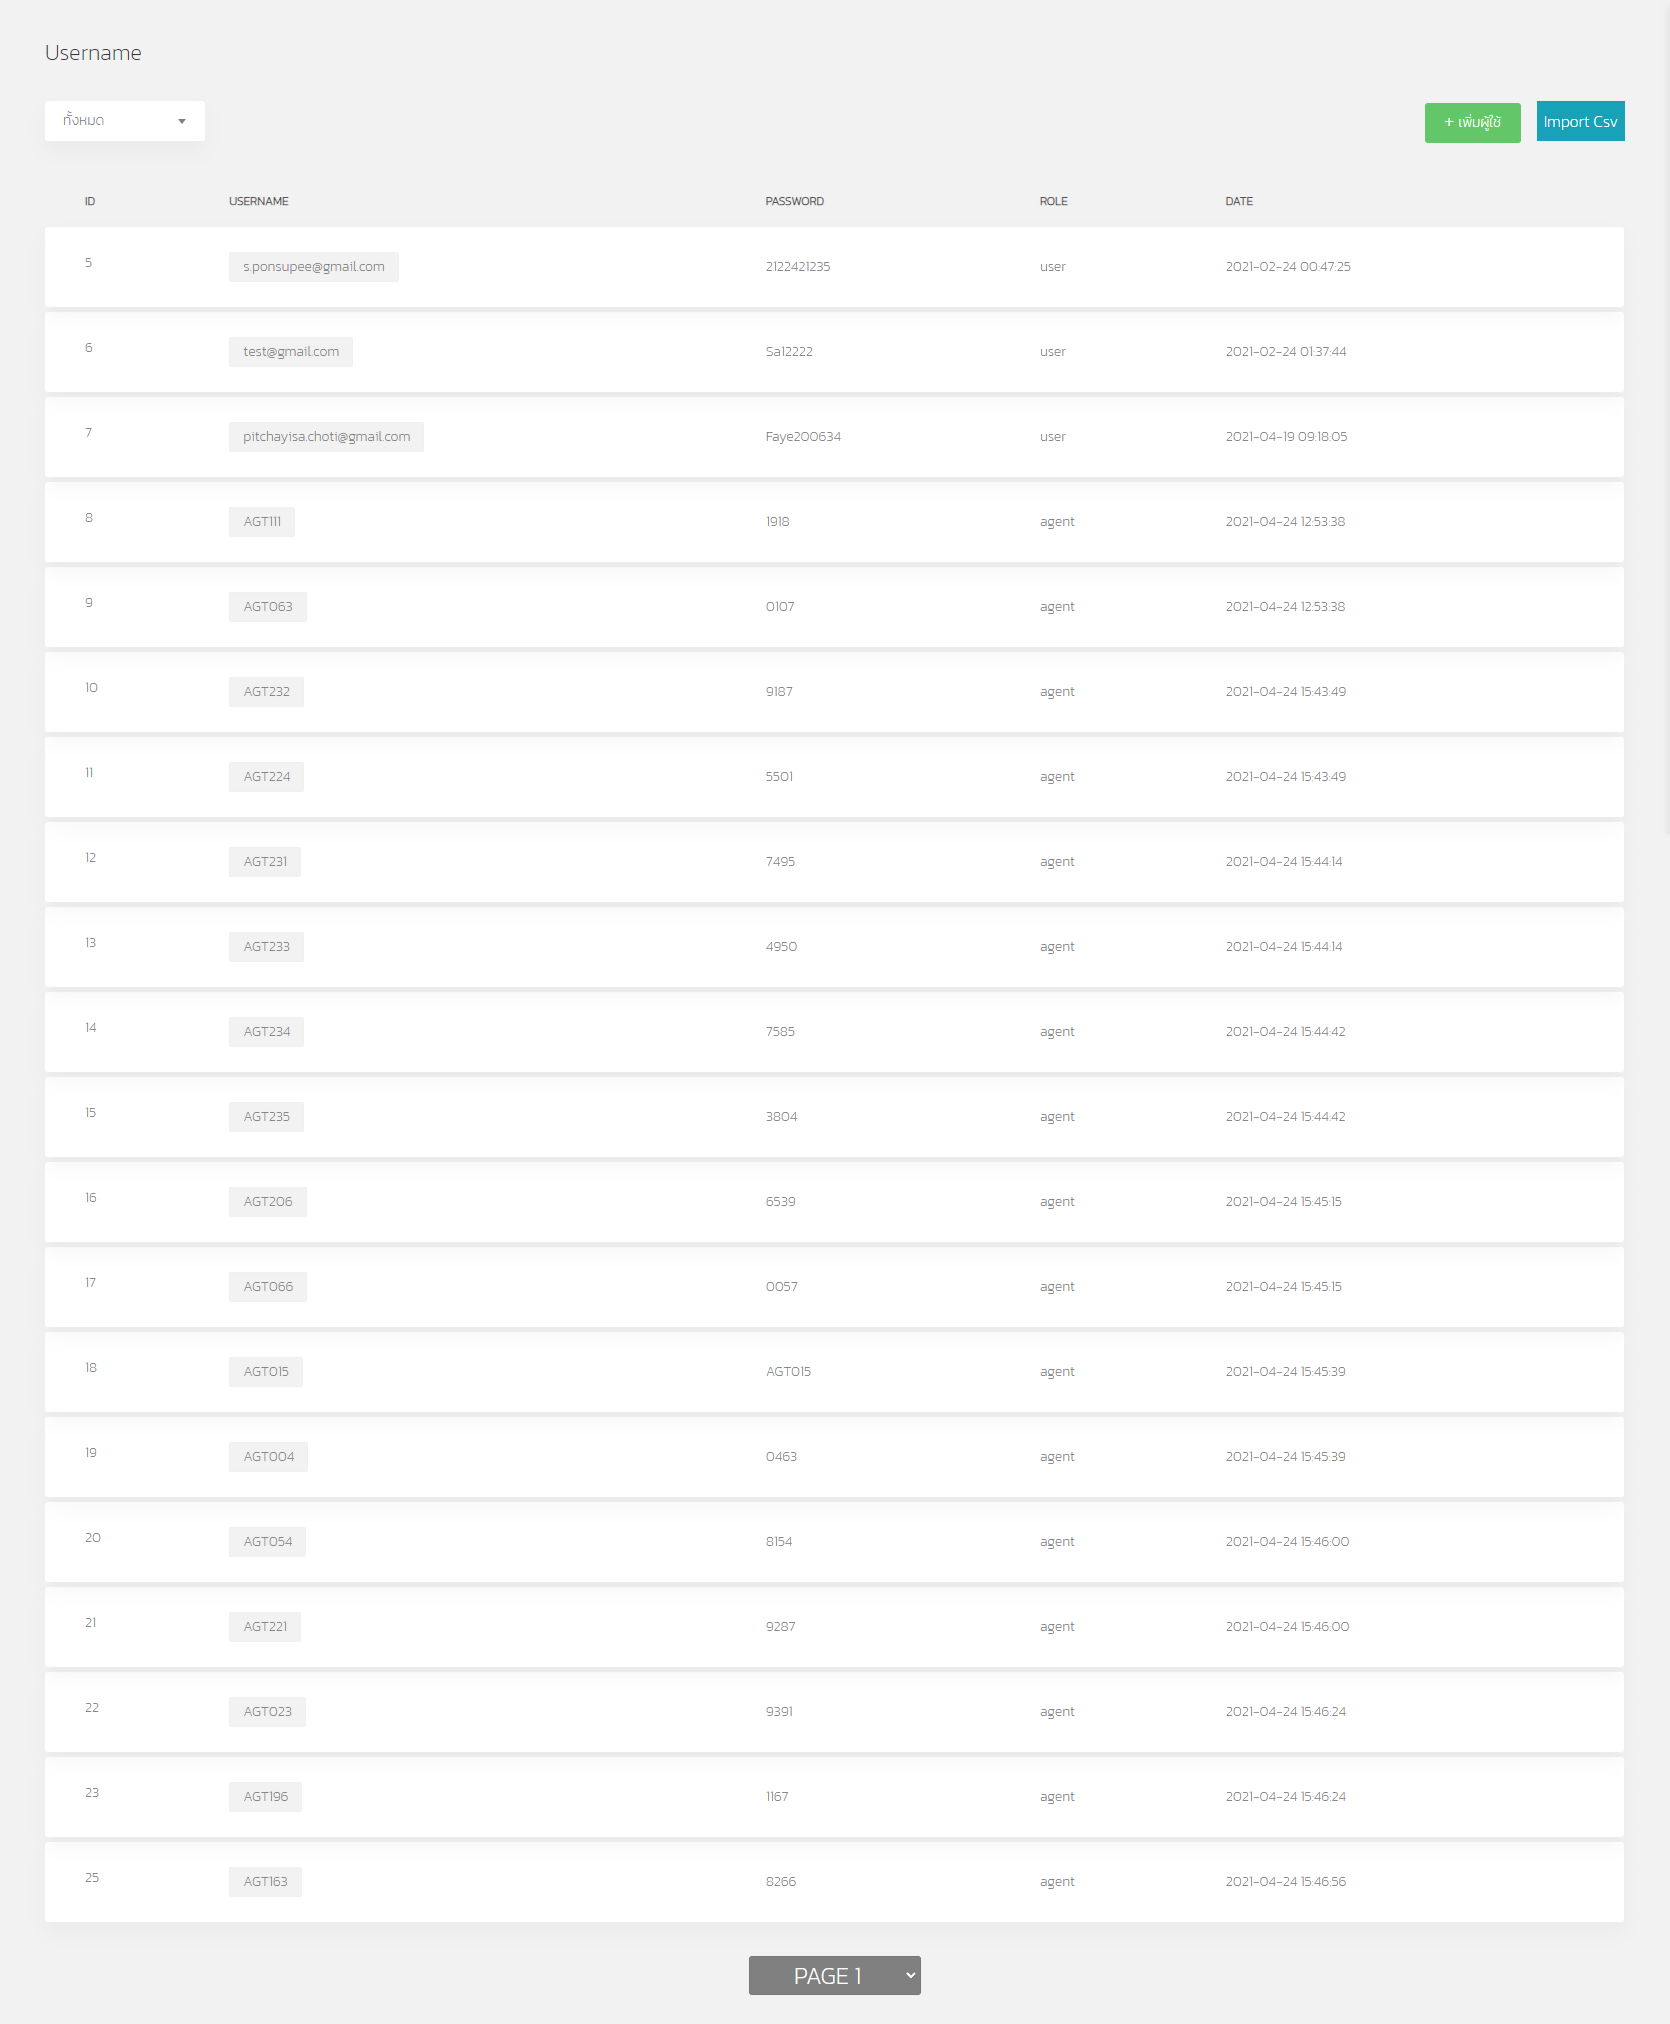 Username
ทั้งหมด
+ เพิ่มผู้ใช้ Import Csv
ID USERNAME PASSWORD ROLE DATE
5 s.ponsupee@gmail.com 2122421235 user 2021-02-24 00:47:25
6 test@gmail.com Sa12222 user 2021-02-24 01:37:44
7 pitchayisa.choti@gmail.com Faye200634 user 2021-04-19 09:18:05
8 AGT111 1918 agent 2021-04-24 12:53:38
9 AGT063 0107 agent 2021-04-24 12:53:38
10 AGT232 9187 agent 2021-04-24 15:43:49
11 AGT224 5501 agent 2021-04-24 15:43:49
12 AGT231 7495 agent 2021-04-24 15:44:14
13 AGT233 4950 agent 2021-04-24 15:44:14
14 AGT234 7585 agent 2021-04-24 15:44:42
15 AGT235 3804 agent 2021-04-24 15:44:42
16 AGT206 6539 agent 2021-04-24 15:45:15
17 AGT066 0057 agent 2021-04-24 15:45:15
18 AGT015 AGT015 agent 2021-04-24 15:45:39
19 AGT004 0463 agent 2021-04-24 15:45:39
20 AGT054 8154 agent 2021-04-24 15:46:00
21 AGT221 9287 agent 2021-04-24 15:46:00
22 AGT023 9391 agent 2021-04-24 15:46:24
23 AGT196 1167 agent 2021-04-24 15:46:24
25 AGT163 8266 agent 2021-04-24 15:46:56
PAGE 1